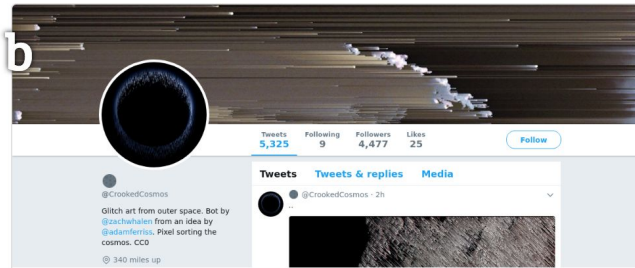 b
Tweets Following Followers Likes
5,325 9 4,477 25
Follow
Tweets Tweets & replies Media
@CrookedCosmos
@CrookedCosmos · 2h
..
Glitch art from outer space. Bot by
@zachwhalen from an idea by
@adamferriss. Pixel sorting the
cosmos. CC0
340 miles up